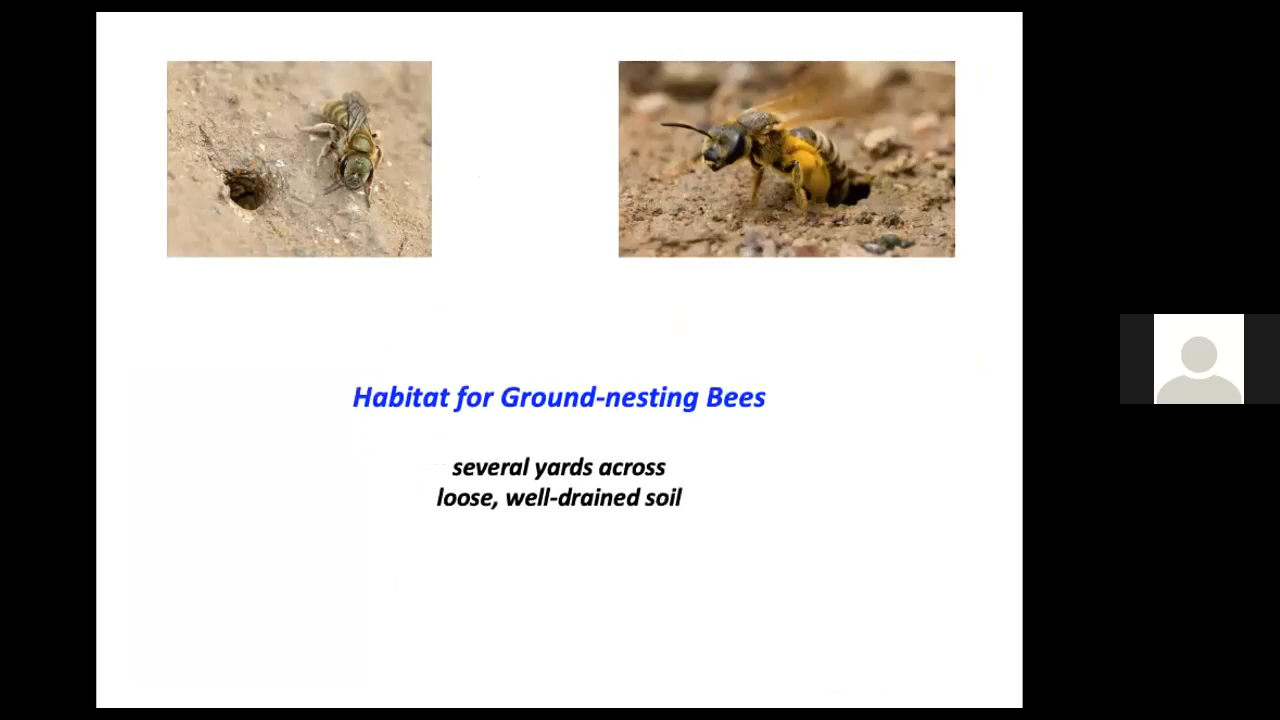 Habitat for Ground-nesting Bees
several yards across
loose, well-drained soil